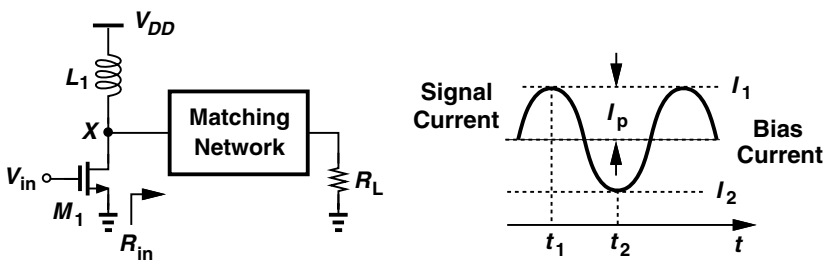 V_DD
L_1
X
Matching
Network
V_in
M_1
R_in
R_L
Signal
Current
I_p
I_1
Bias
Current
I_2
t_1
t_2
t